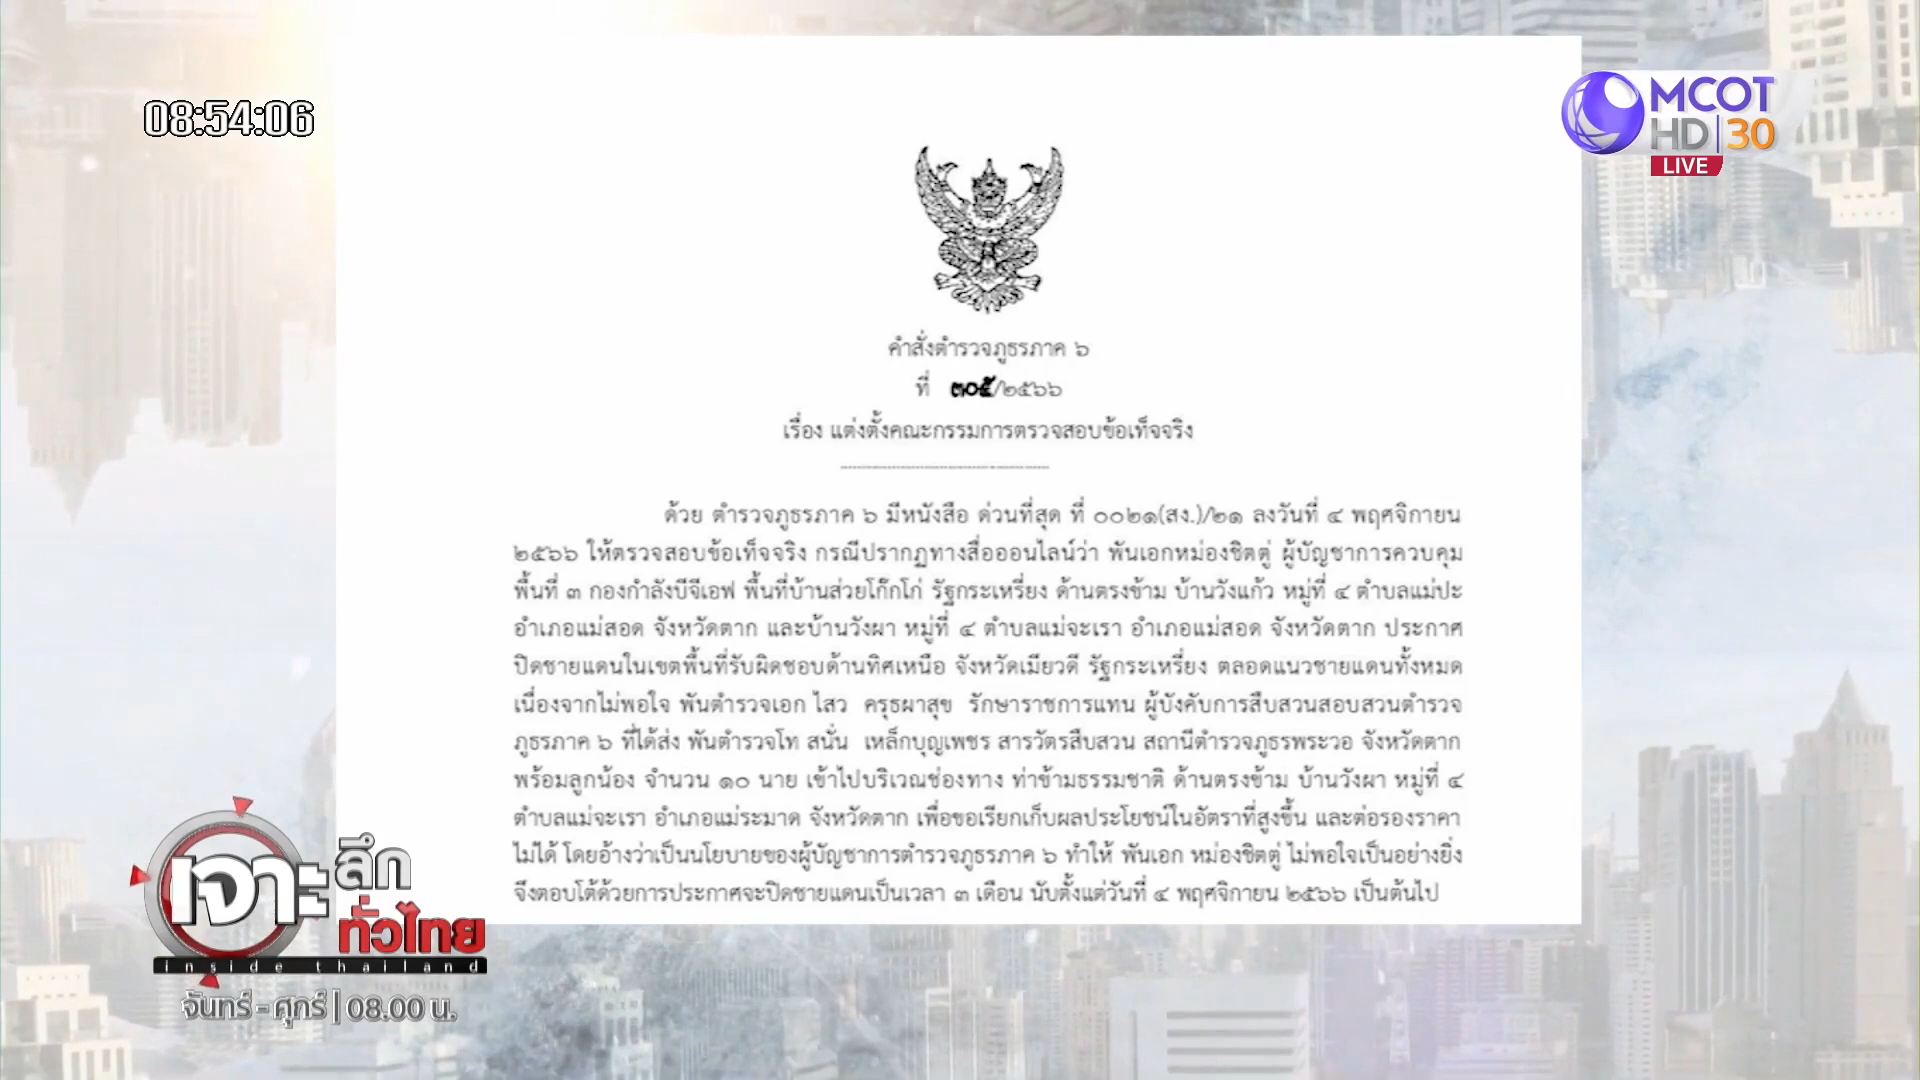 08:54:06
MCOT
HD 30
LIVE
คำสั่งตำรวจภูธรภาค ๖
ที่ ๓๐๕/๒๕๖๖
เรื่อง แต่งตั้งคณะกรรมการตรวจสอบข้อเท็จจริง
ด้วย ตำรวจภูธรภาค ๖ มีหนังสือ ด่วนที่สุด ที่ ๐๐๒๑(สง.)/๒๑ ลงวันที่ ๔ พฤศจิกายน
๒๕๖๖ ให้ตรวจสอบข้อเท็จจริง กรณีปรากฏทางสื่อออนไลน์ว่า พันเอกหม่องชิตตู่ ผู้บัญชาการควบคุม
พื้นที่ ๓ กองกำลังบีจีเอฟ พื้นที่บ้านส่วยโก๊กโก่ รัฐกระเหรี่ยง ด้านตรงข้าม บ้านวังแก้ว หมู่ที่ ๔ ตำบลแม่ปะ
อำเภอแม่สอด จังหวัดตาก และบ้านวังผา หมู่ที่ ๔ ตำบลแม่จะเรา อำเภอแม่สอด จังหวัดตาก ประกาศ
ปิดชายแดนในเขตพื้นที่รับผิดชอบด้านทิศเหนือ จังหวัดเมียวดี รัฐกระเหรี่ยง ตลอดแนวชายแดนทั้งหมด
เนื่องจากไม่พอใจ พันตำรวจเอก ไสว ครุธผาสุข รักษาราชการแทน ผู้บังคับการสืบสวนสอบสวนตำรวจ
ภูธรภาค ๖ ที่ได้ส่ง พันตำรวจโท สนั่น เหล็กบุญเพชร สารวัตรสืบสวน สถานีตำรวจภูธรพระวอ จังหวัดตาก
พร้อมลูกน้อง จำนวน ๑๐ นาย เข้าไปบริเวณช่องทาง ท่าข้ามธรรมชาติ ด้านตรงข้าม บ้านวังผา หมู่ที่ ๔
ตำบลแม่จะเรา อำเภอแม่ระมาด จังหวัดตาก เพื่อขอเรียกเก็บผลประโยชน์ในอัตราที่สูงขึ้น และต่อรองราคา
ไม่ได้ โดยอ้างว่าเป็นนโยบายของผู้บัญชาการตำรวจภูธรภาค ๖ ทำให้ พันเอก หม่องชิตตู่ ไม่พอใจเป็นอย่างยิ่ง
จึงตอบโต้ด้วยการประกาศจะปิดชายแดนเป็นเวลา ๓ เดือน นับตั้งแต่วันที่ ๔ พฤศจิกายน ๒๕๖๖ เป็นต้นไป
เจาะลึก
ทั่วไทย
inside thailand
จันทร์ - ศุกร์ | 08.00 น.